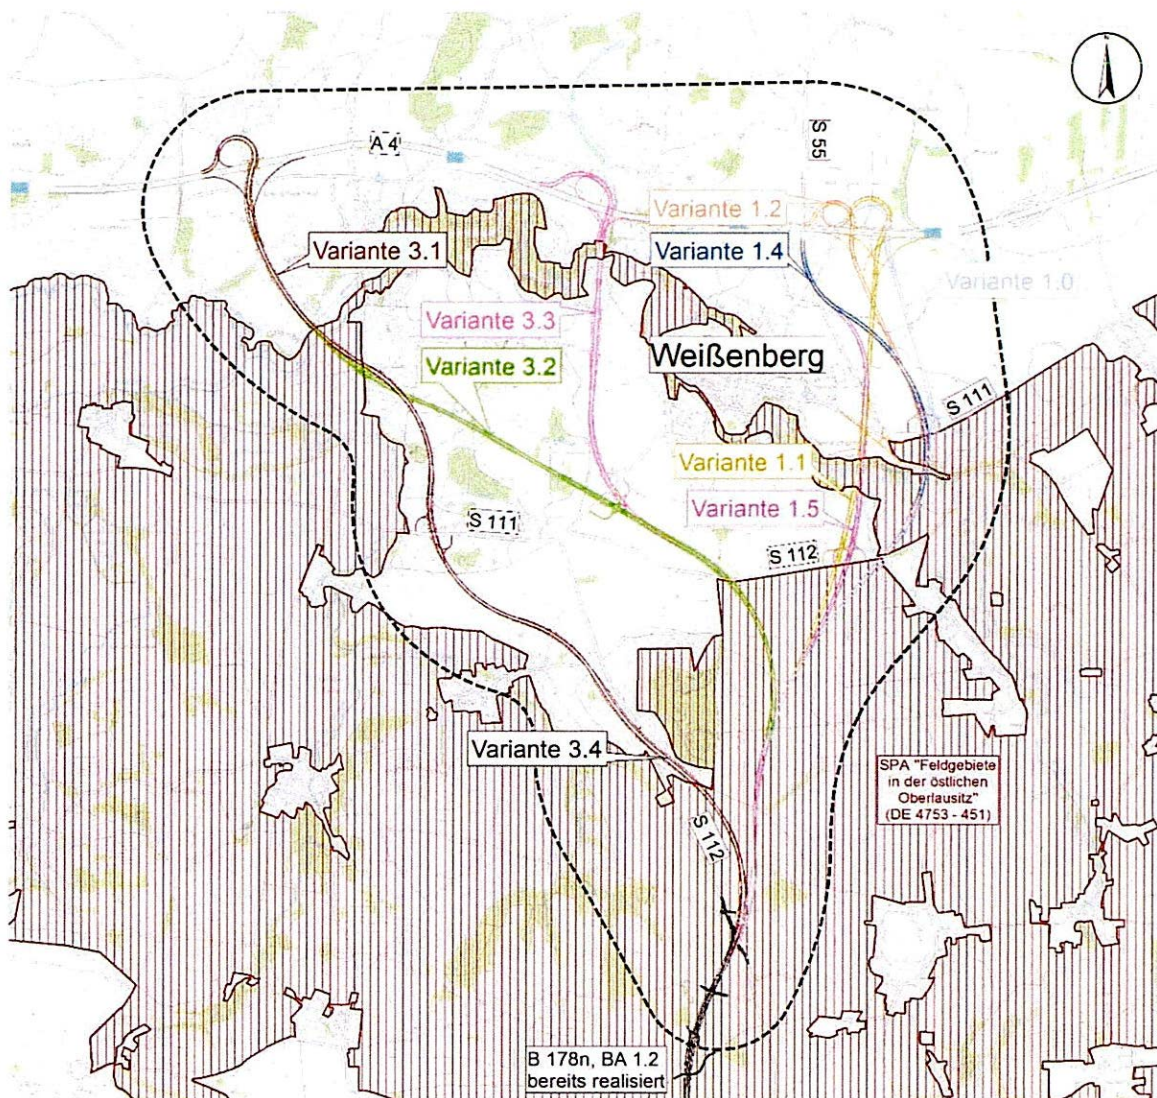 A 4
S 55
Variante 1.2
Variante 3.1
Variante 1.4
Variante 1.0
Variante 3.3
Weißenberg
Variante 3.2
S 111
Variante 1.1
Variante 1.5
S 111
S 112
Variante 3.4
SPA "Feldgebiete
in der östlichen
Oberlausitz"
(DE 4753 - 451)
S 112
B 178n, BA 1.2
bereits realisiert